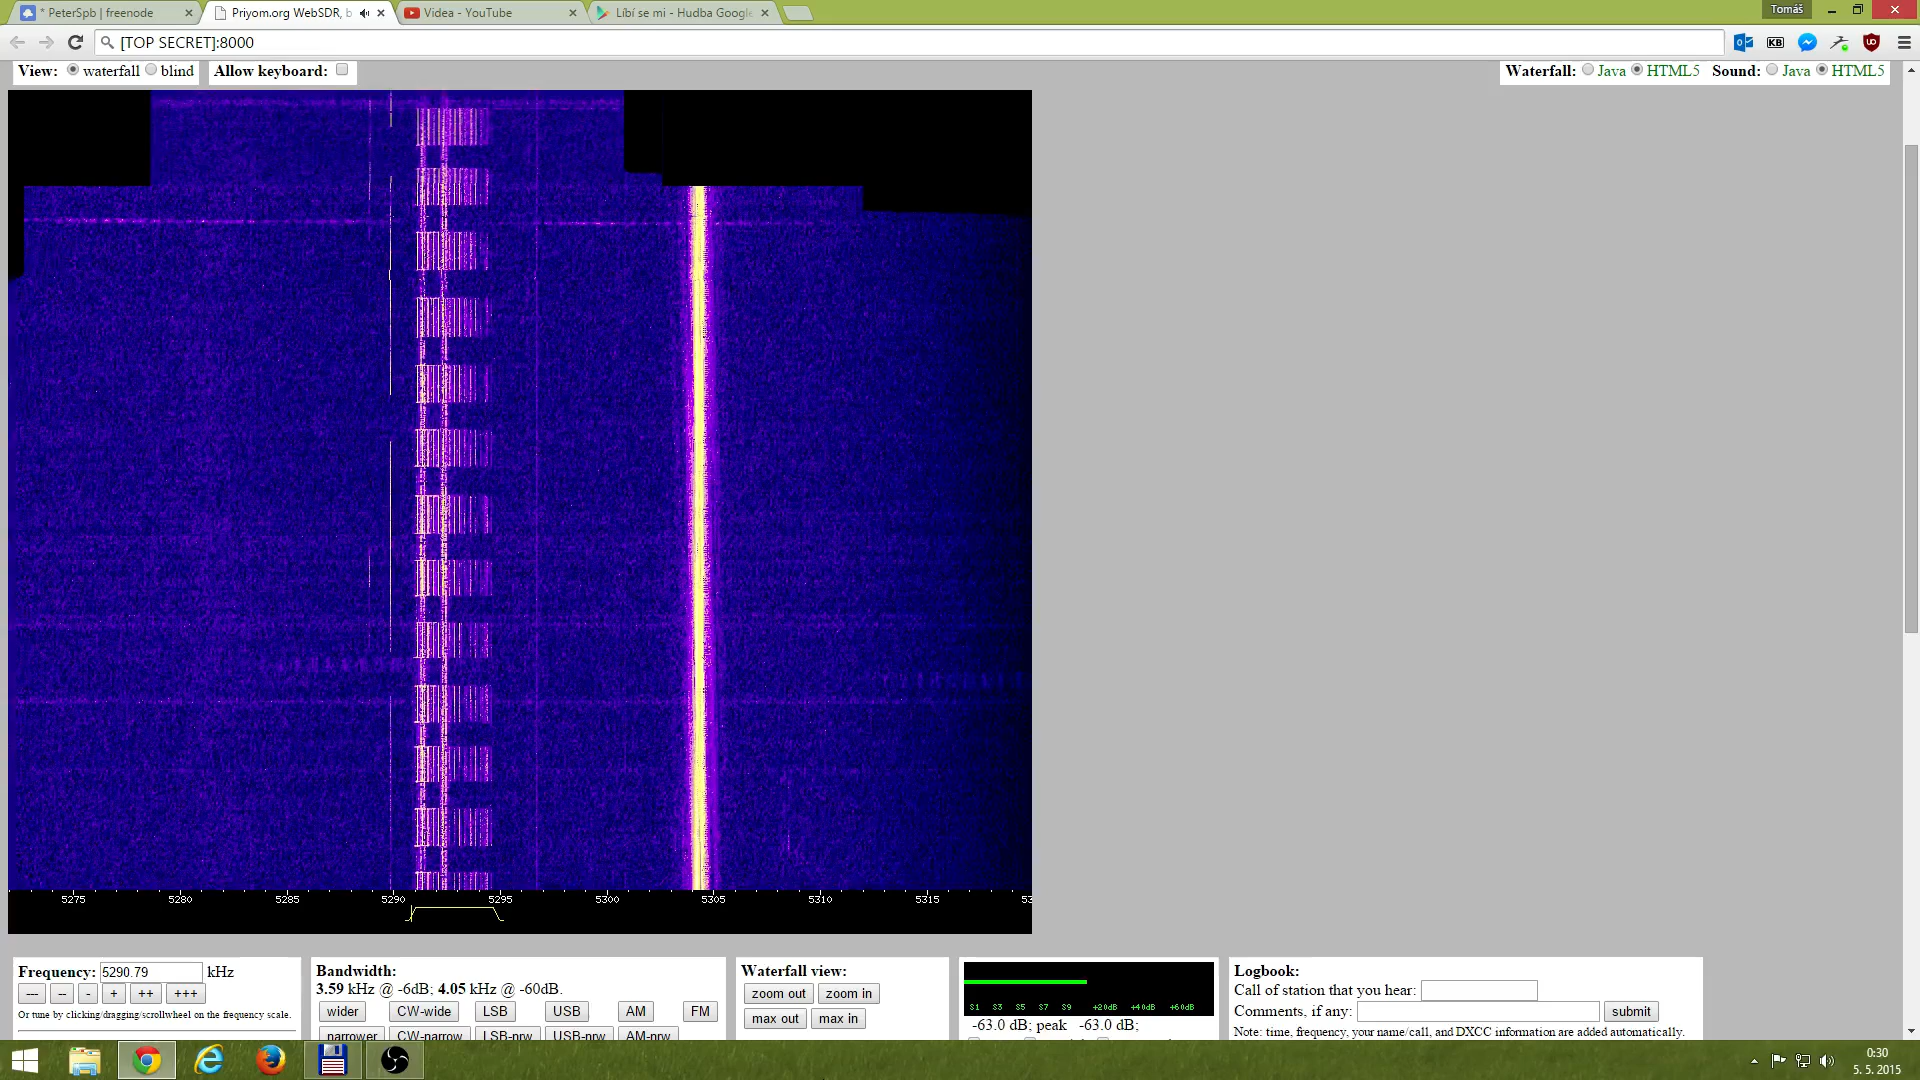 * PeterSpb | freenode
Priyom.org WebSDR, b
Videa - YouTube
Líbí se mi - Hudba Google
Tomáš
[TOP SECRET]:8000
View: waterfall blind
Allow keyboard:
Waterfall: Java HTML5 Sound: Java HTML5
5275 5280 5285 5290 5295 5300 5305 5310 5315 53
Frequency: 5290.79 kHz
--- -- - + ++ +++
Or tune by clicking/dragging/scrollwheel on the frequency scale.
Bandwidth:
3.59 kHz @ -6dB; 4.05 kHz @ -60dB.
wider CW-wide LSB USB AM FM
narrower CW-narrow LSB-nrw USB-nrw AM-nrw
Waterfall view:
zoom out zoom in
max out max in
S1 S3 S5 S7 S9 +20dB +40dB +60dB
-63.0 dB; peak -63.0 dB;
Logbook:
Call of station that you hear:
Comments, if any: submit
Note: time, frequency, your name/call, and DXCC information are added automatically.
0:30
5. 5. 2015